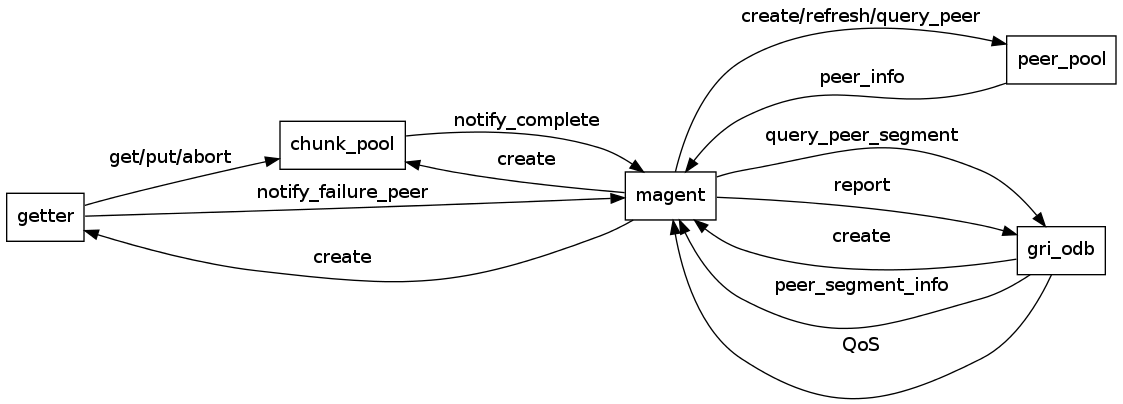 create/refresh/query_peer
peer_pool
peer_info
notify_complete
query_peer_segment
chunk_pool
get/put/abort
create
report
notify_failure_peer
magent
getter
create
gri_odb
create
peer_segment_info
QoS